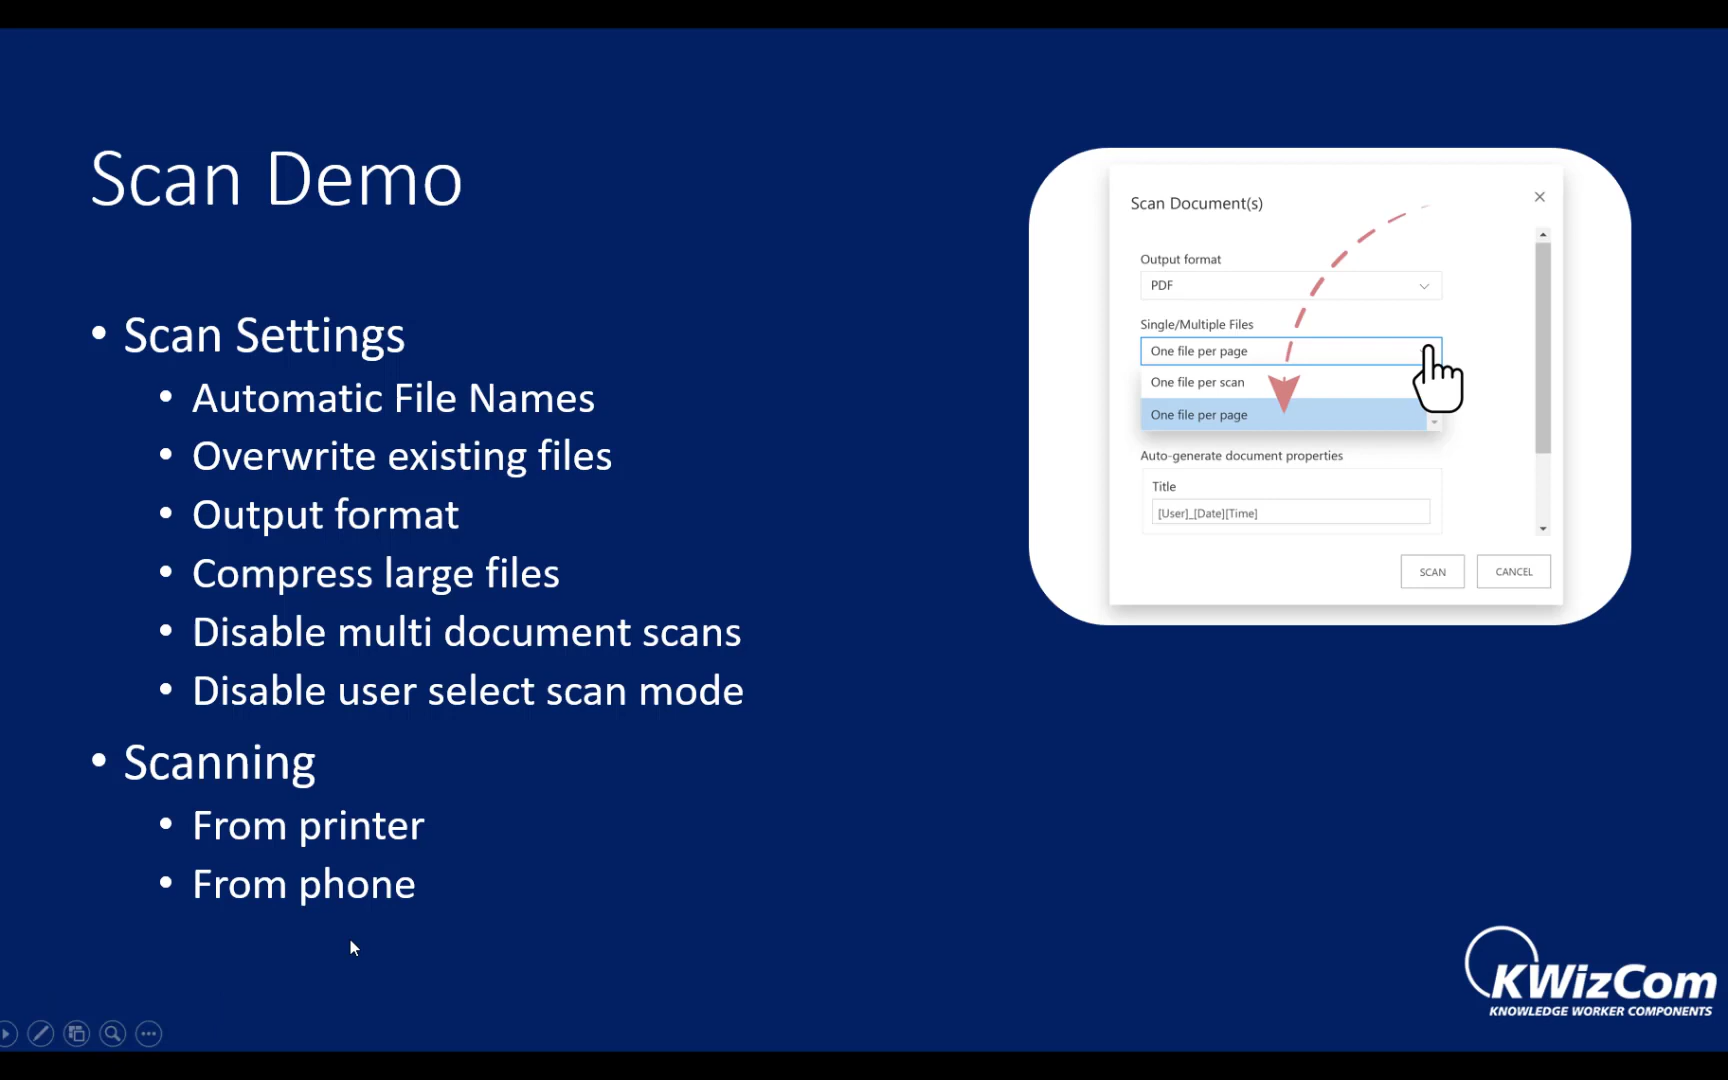 Scan Demo
• Scan Settings
• Automatic File Names
• Overwrite existing files
• Output format
• Compress large files
• Disable multi document scans
• Disable user select scan mode
• Scanning
• From printer
• From phone
Scan Document(s)
Output format
PDF
Single/Multiple Files
One file per page
One file per scan
One file per page
Auto-generate document properties
Title
[User]_[Date][Time]
SCAN CANCEL
KWizCom
KNOWLEDGE WORKER COMPONENTS